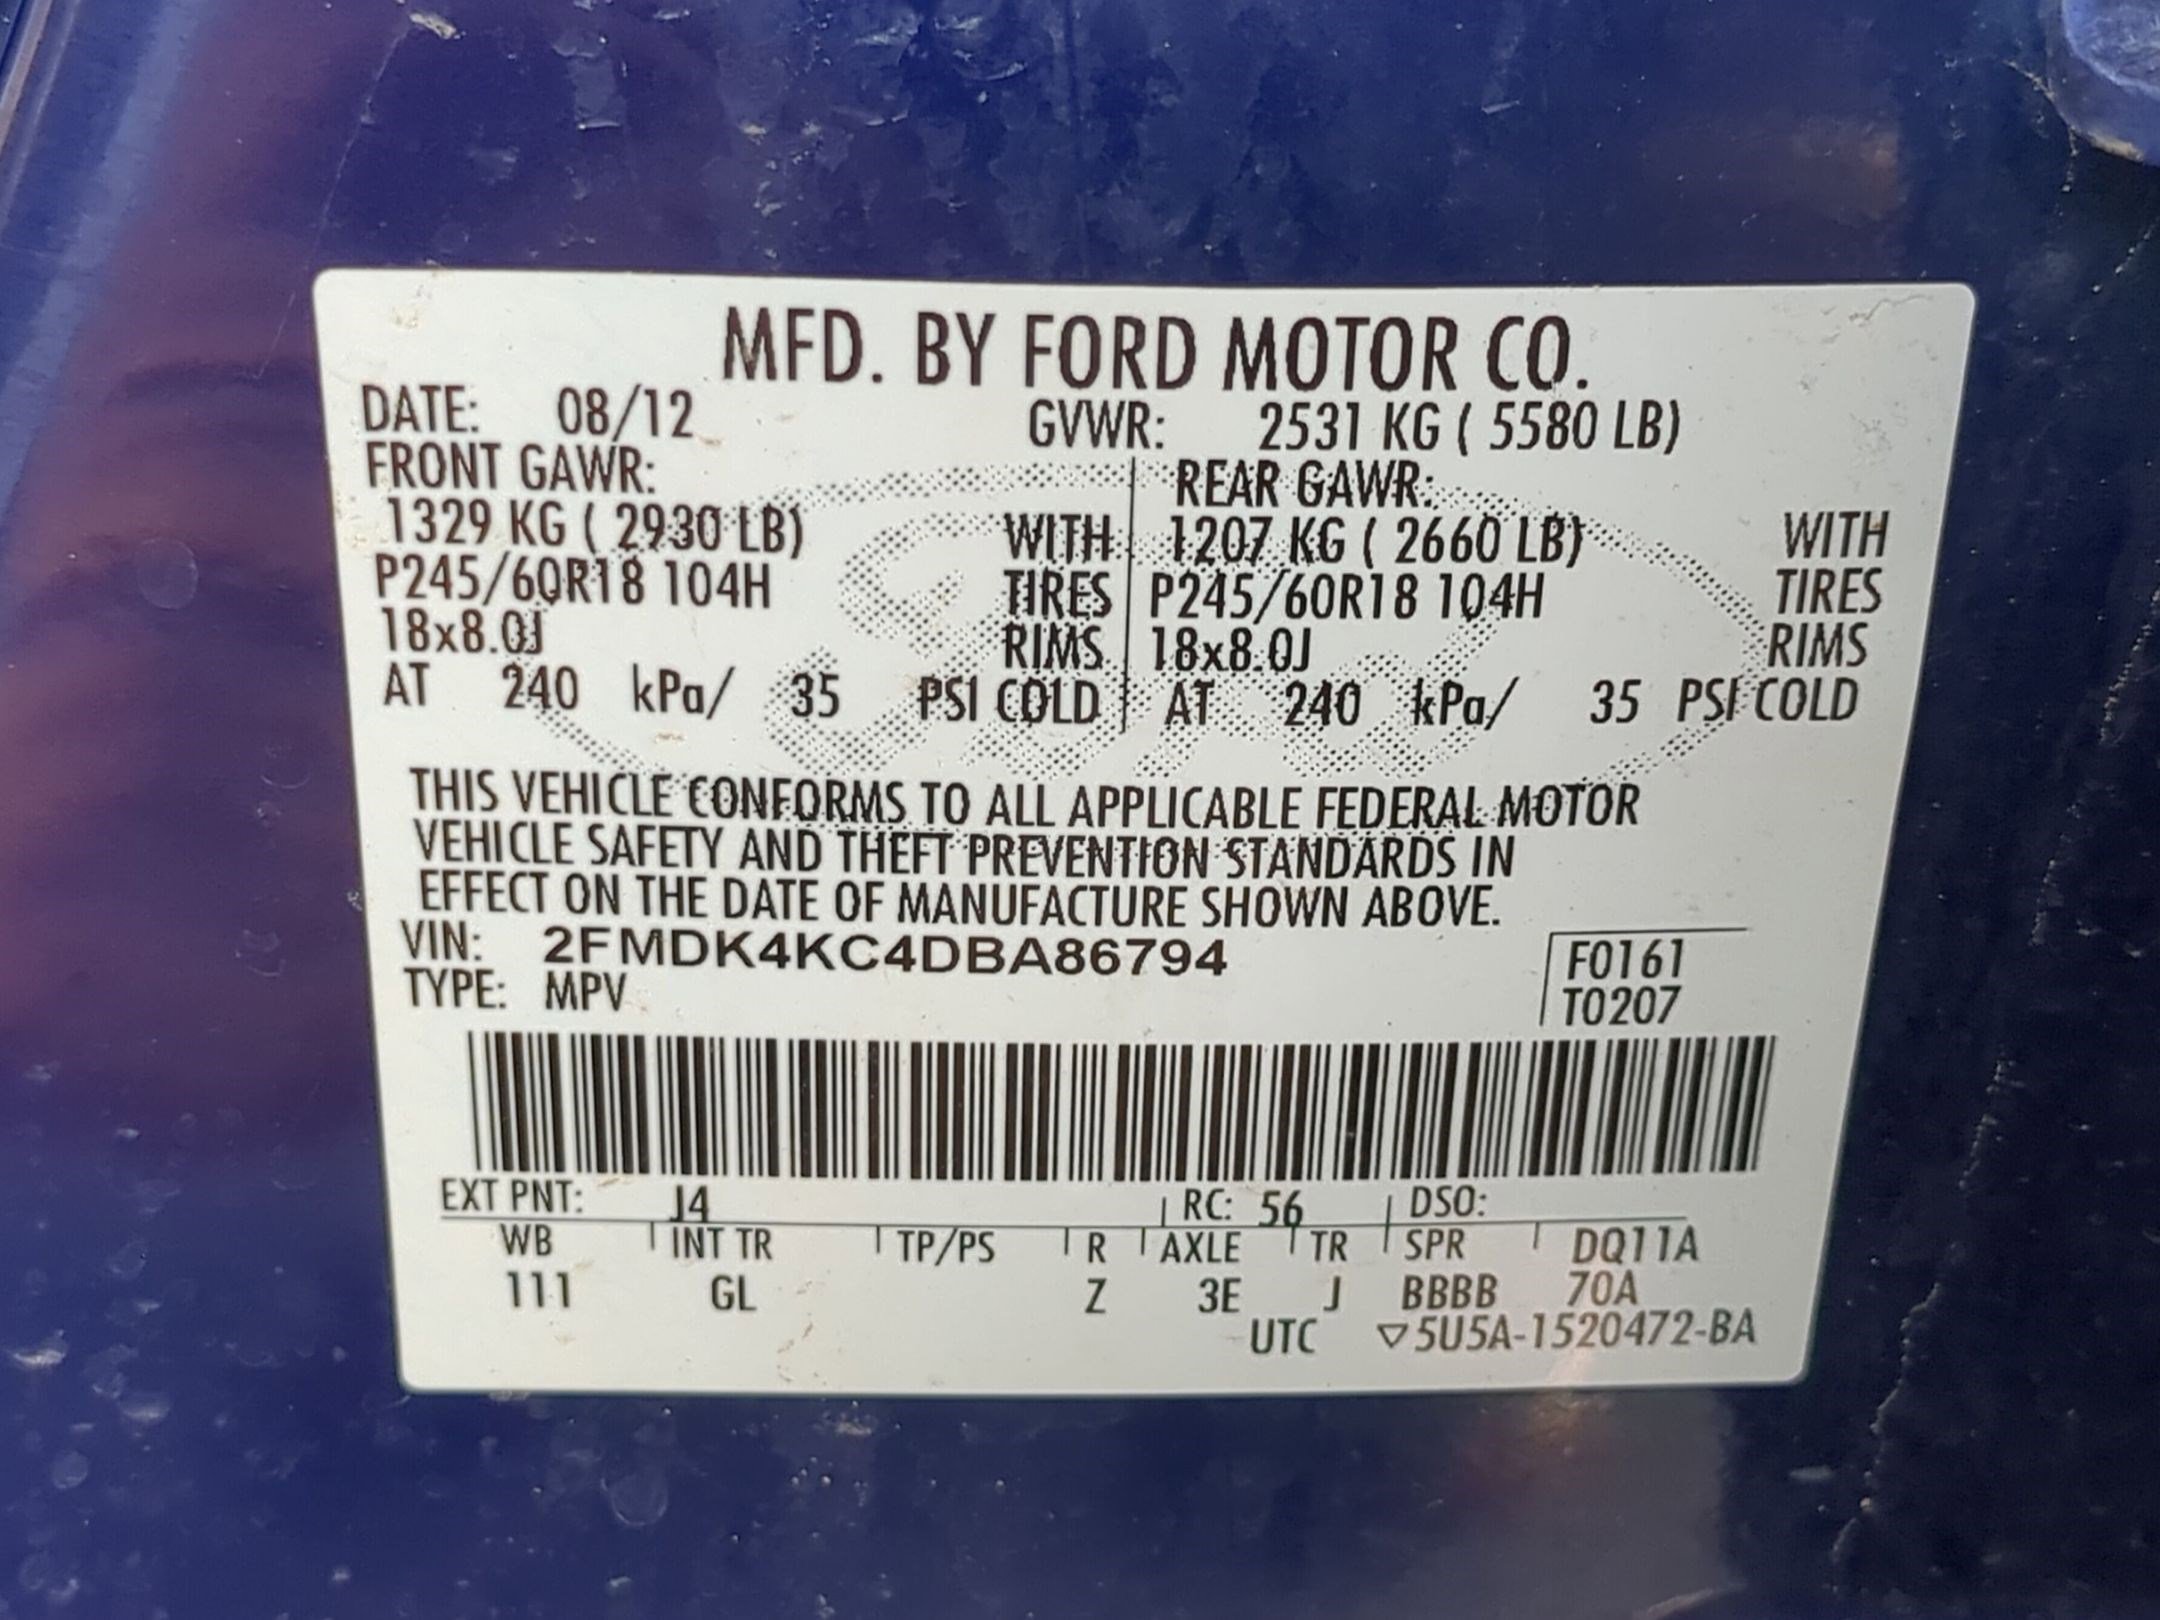 MFD. BY FORD MOTOR CO.
DATE: 08/12 GVWR: 2531 KG ( 5580 LB)
FRONT GAWR: REAR GAWR:
1329 KG ( 2930 LB) WITH 1207 KG ( 2660 LB) WITH
P245/60R18 104H TIRES P245/60R18 104H TIRES
18x8.0J RIMS 18x8.0J RIMS
AT 240 kPa/ 35 PSI COLD AT 240 kPa/ 35 PSI COLD
THIS VEHICLE CONFORMS TO ALL APPLICABLE FEDERAL MOTOR
VEHICLE SAFETY AND THEFT PREVENTION STANDARDS IN
EFFECT ON THE DATE OF MANUFACTURE SHOWN ABOVE.
VIN: 2FMDK4KC4DBA86794 F0161
TYPE: MPV T0207
EXT PNT: J4 RC: 56 DSO:
WB INT TR TP/PS R AXLE TR SPR DQ11A
111 GL Z 3E J BBBB 70A
UTC ▽5U5A-1520472-BA